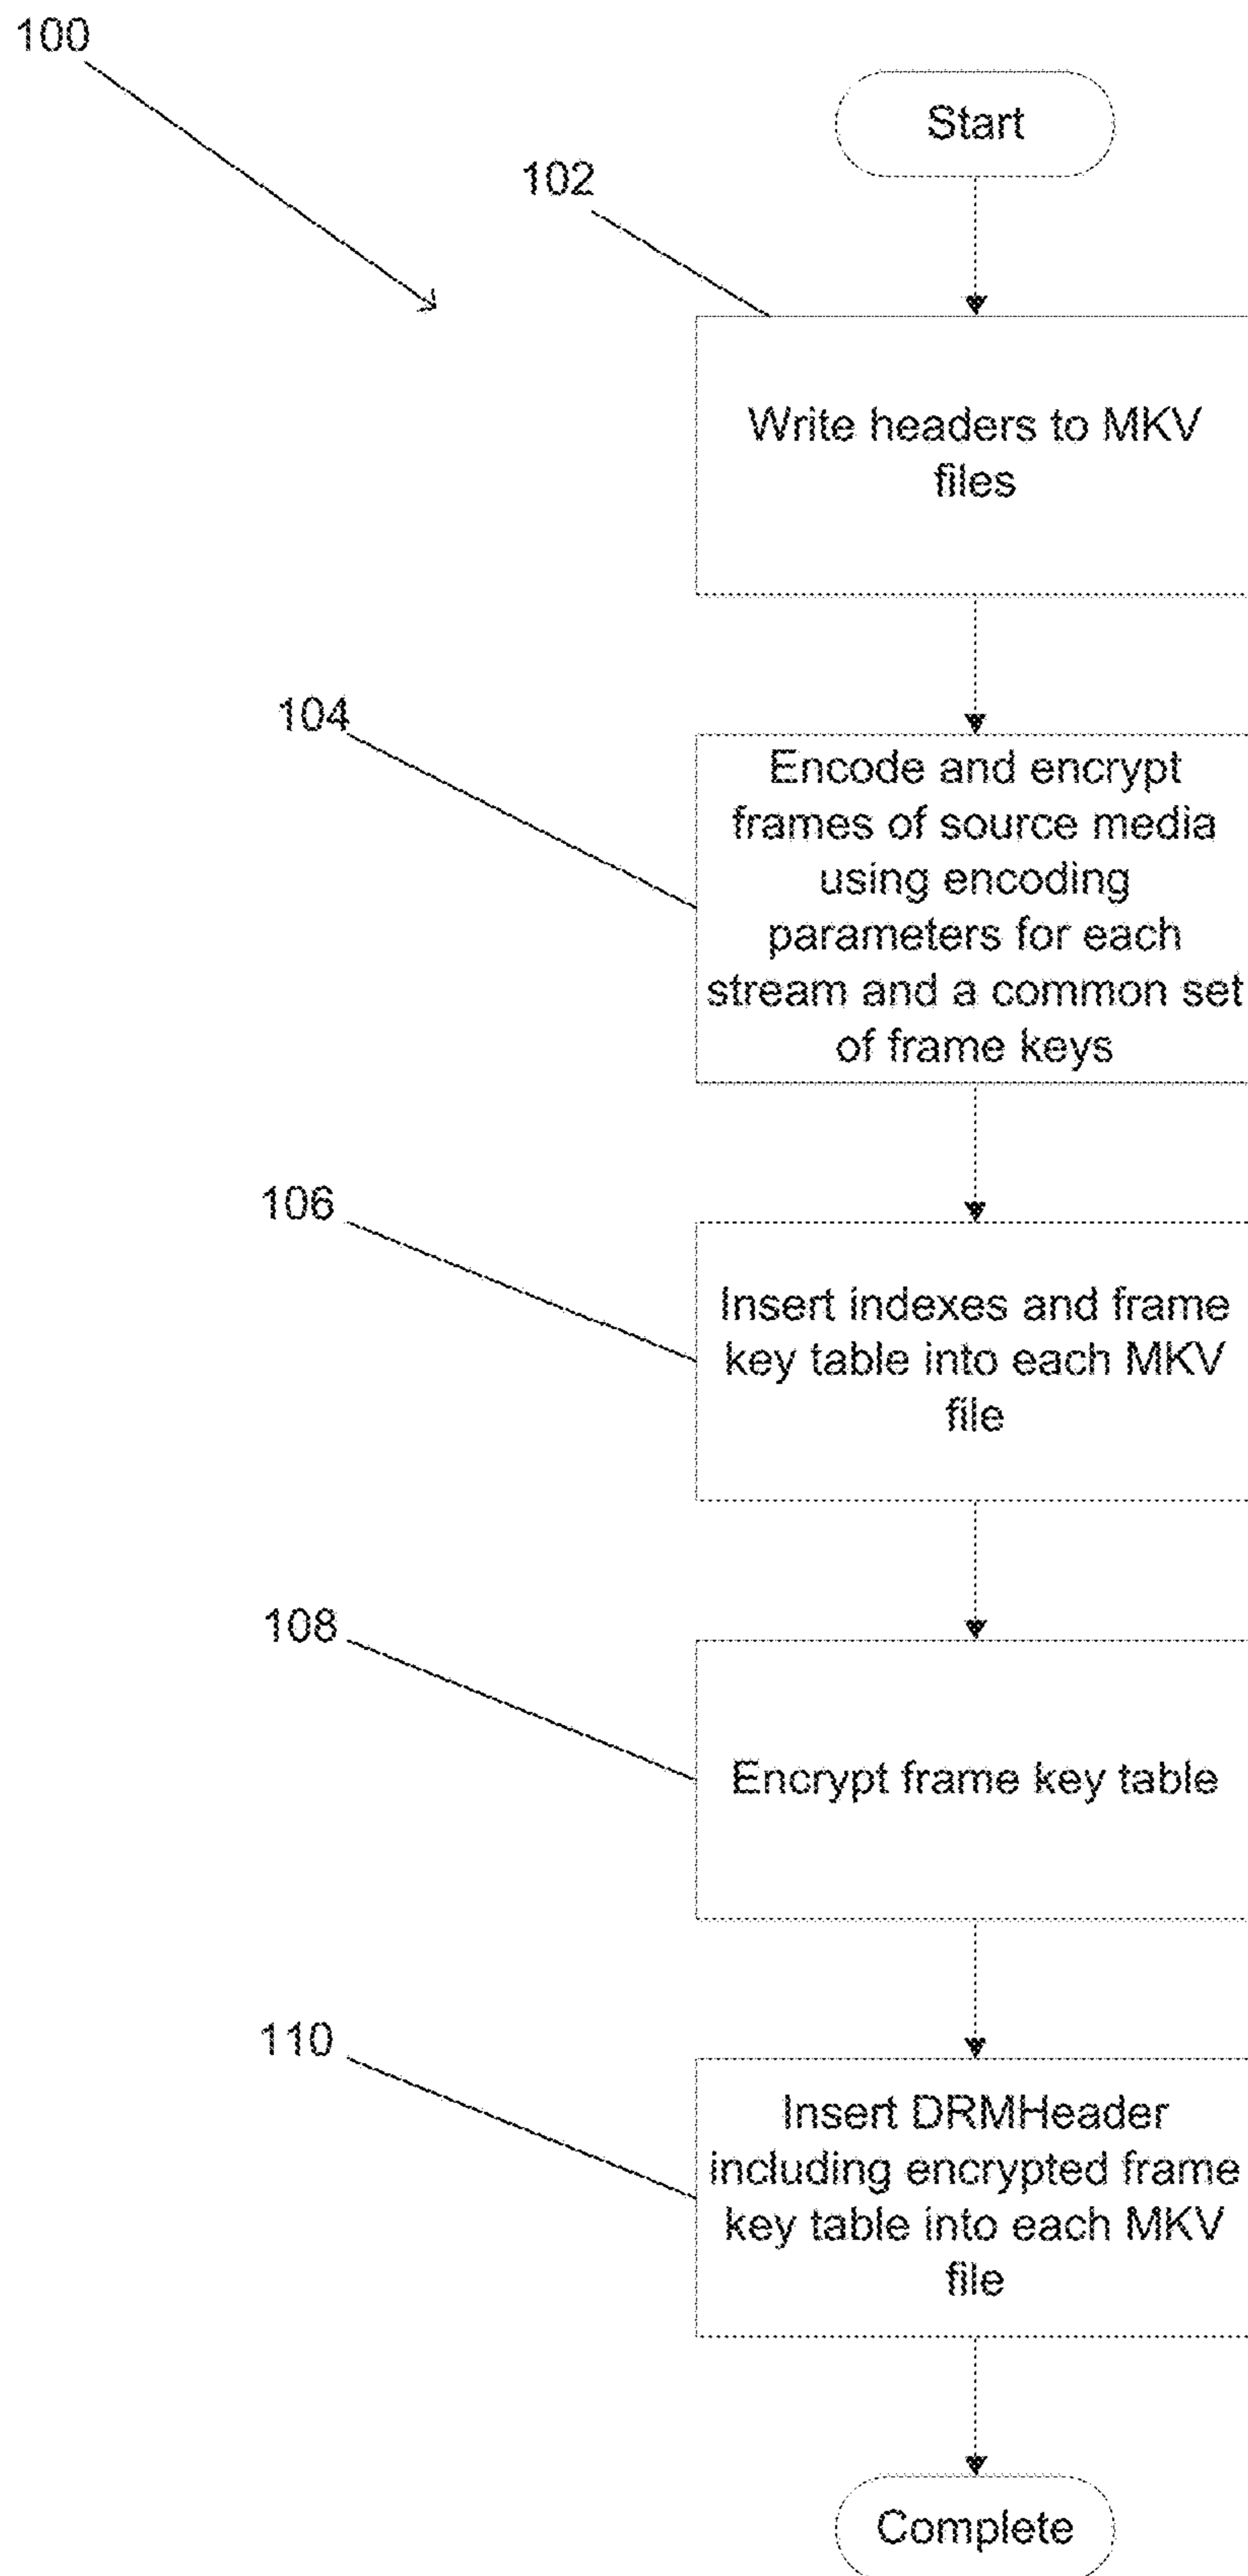 100
Start
102
Write headers to MKV
files
104
Encode and encrypt
frames of source media
using encoding
parameters for each
stream and a common set
of frame keys
106
Insert indexes and frame
key table into each MKV
file
108
Encrypt frame key table
110
Insert DRMHeader
including encrypted frame
key table into each MKV
file
Complete